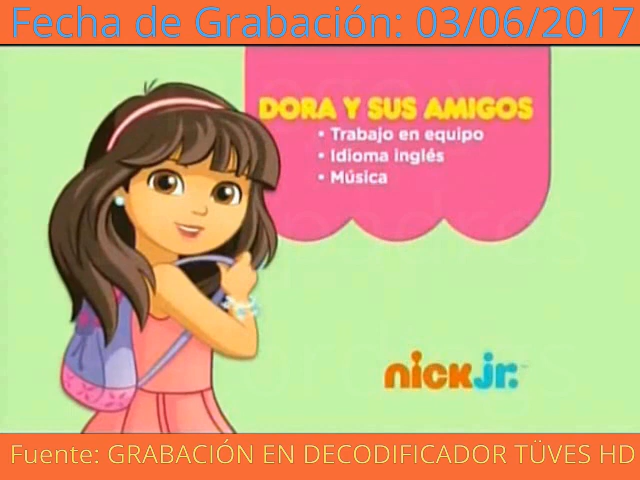 Fecha de Grabación: 03/06/2017
DORA Y SUS AMIGOS
• Trabajo en equipo
• Idioma inglés
• Música
nick jr.
Fuente: GRABACIÓN EN DECODIFICADOR TÜVES HD